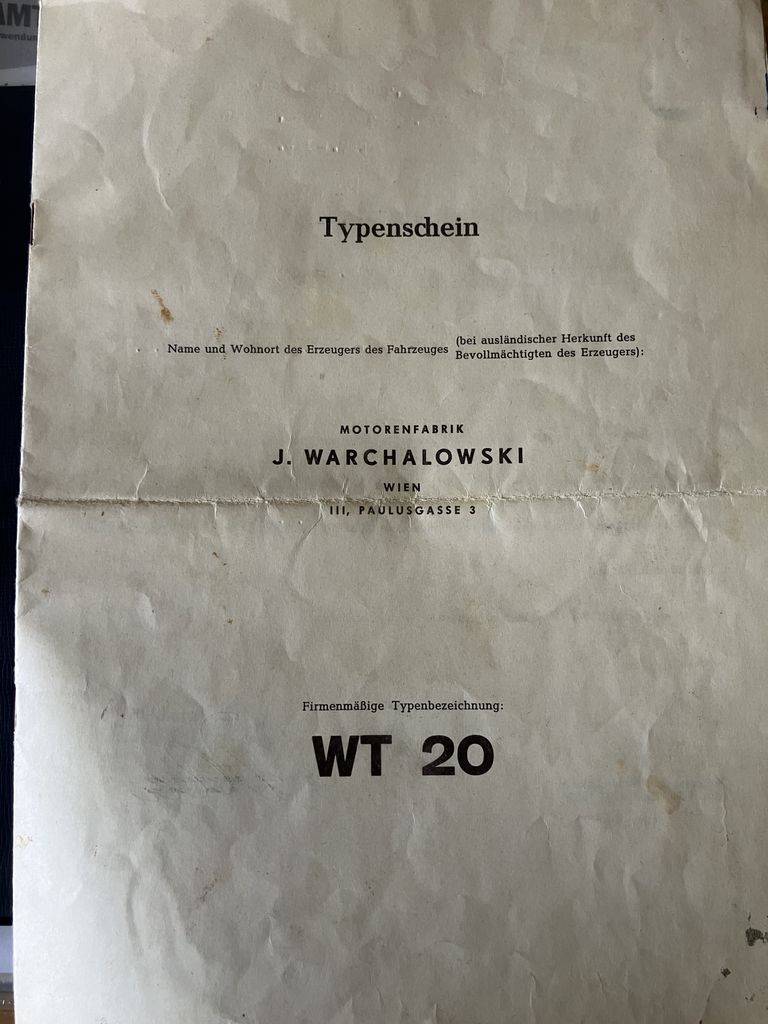 Typenschein
Name und Wohnort des Erzeugers des Fahrzeuges (bei ausländischer Herkunft des
Bevollmächtigten des Erzeugers):
MOTORENFABRIK
J. WARCHALOWSKI
WIEN
III, PAULUSGASSE 3
Firmenmäßige Typenbezeichnung:
WT 20